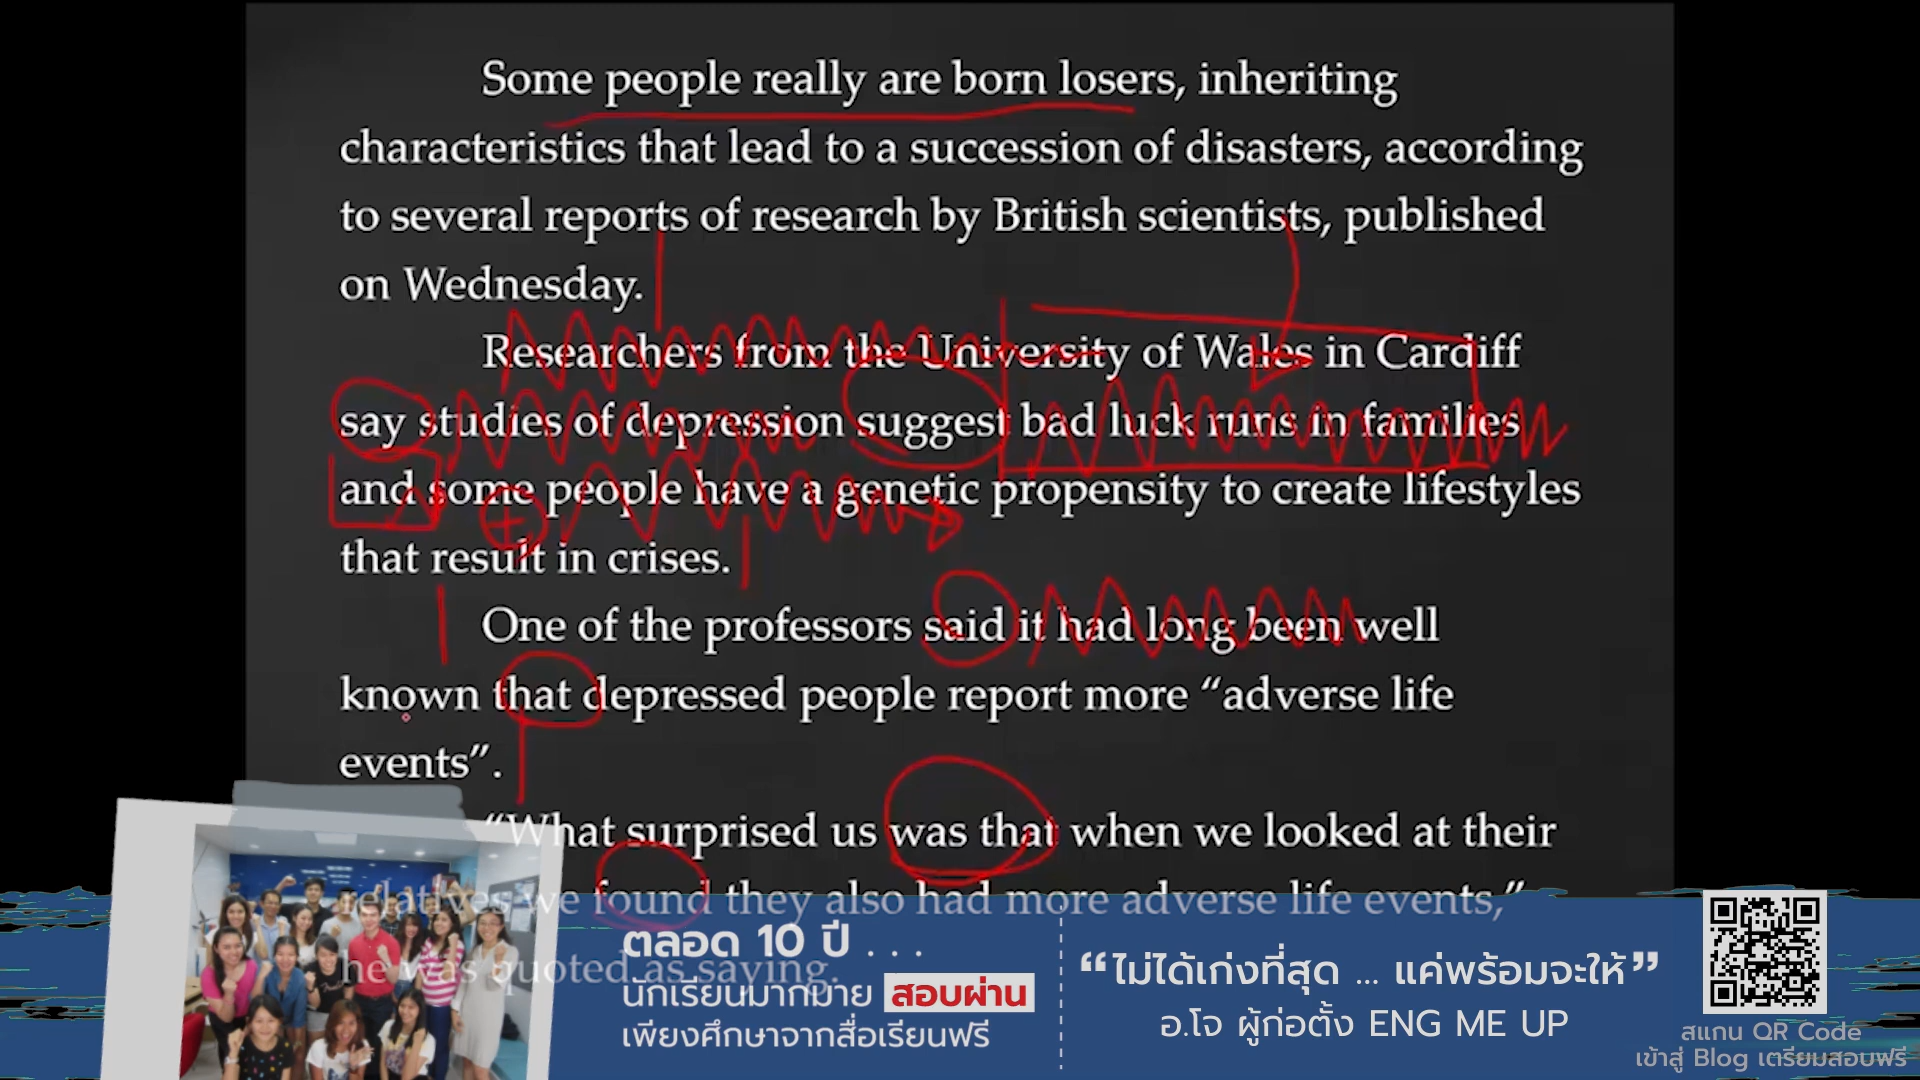 Some people really are born losers, inheriting
characteristics that lead to a succession of disasters, according
to several reports of research by British scientists, published
on Wednesday.
Researchers from the University of Wales in Cardiff
say studies of depression suggest bad luck runs in families
and some people have a genetic propensity to create lifestyles
that result in crises.
One of the professors said it had long been well
known that depressed people report more “adverse life
events”.
“What surprised us was that when we looked at their
relatives we found they also had more adverse life events,”
he was quoted as saying.
ตลอด 10 ปี . . .
นักเรียนมากมาย สอบผ่าน
เพียงศึกษาจากสื่อเรียนฟรี
“ไม่ได้เก่งที่สุด ... แค่พร้อมจะให้”
อ.โจ ผู้ก่อตั้ง ENG ME UP
สแกน QR Code
เข้าสู่ Blog เตรียมสอบฟรี